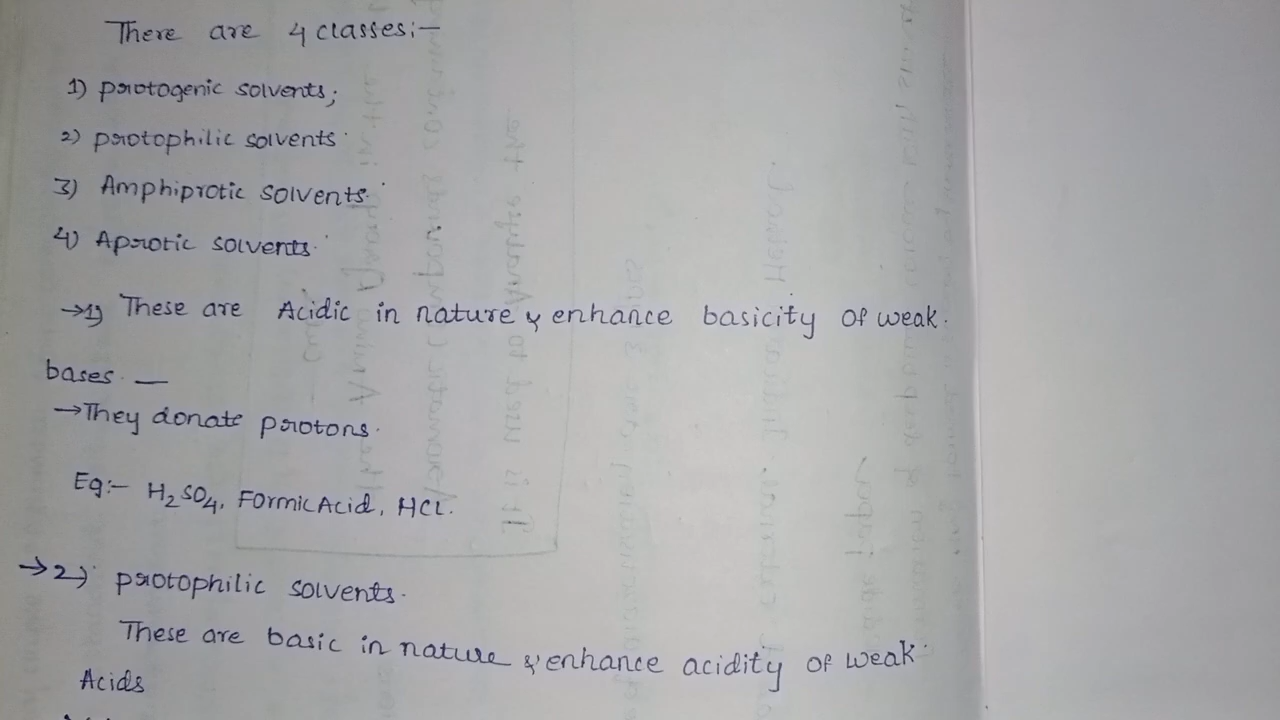 There are 4 classes:-
1) protogenic solvents;
2) protophilic solvents.
3) Amphiprotic solvents.
4) Aprotic solvents.
→1) These are Acidic in nature & enhance basicity of weak.
bases. —
→They donate protons.
Eg:- H₂SO₄, Formic Acid, HCl.
→2) protophilic solvents.
These are basic in nature & enhance acidity of weak
Acids